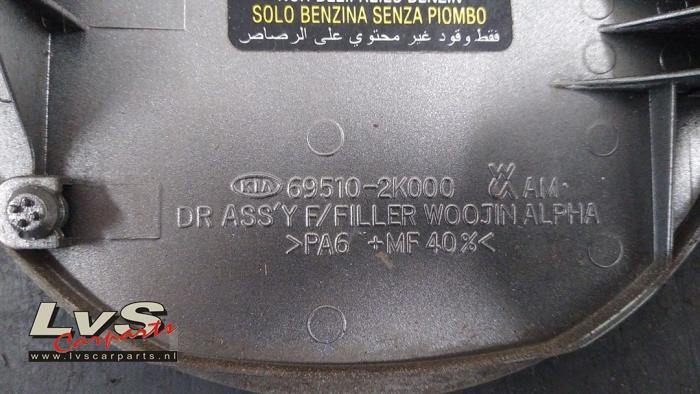 SOLO BENZINA SENZA PIOMBO
فقط وقود غير محتوي على الرصاص
KIA 69510-2K000 AM
DR ASS'Y F/FILLER WOOJIN ALPHA
>PA6 +MF 40%<
LvS
Carparts
www.lvscarparts.nl